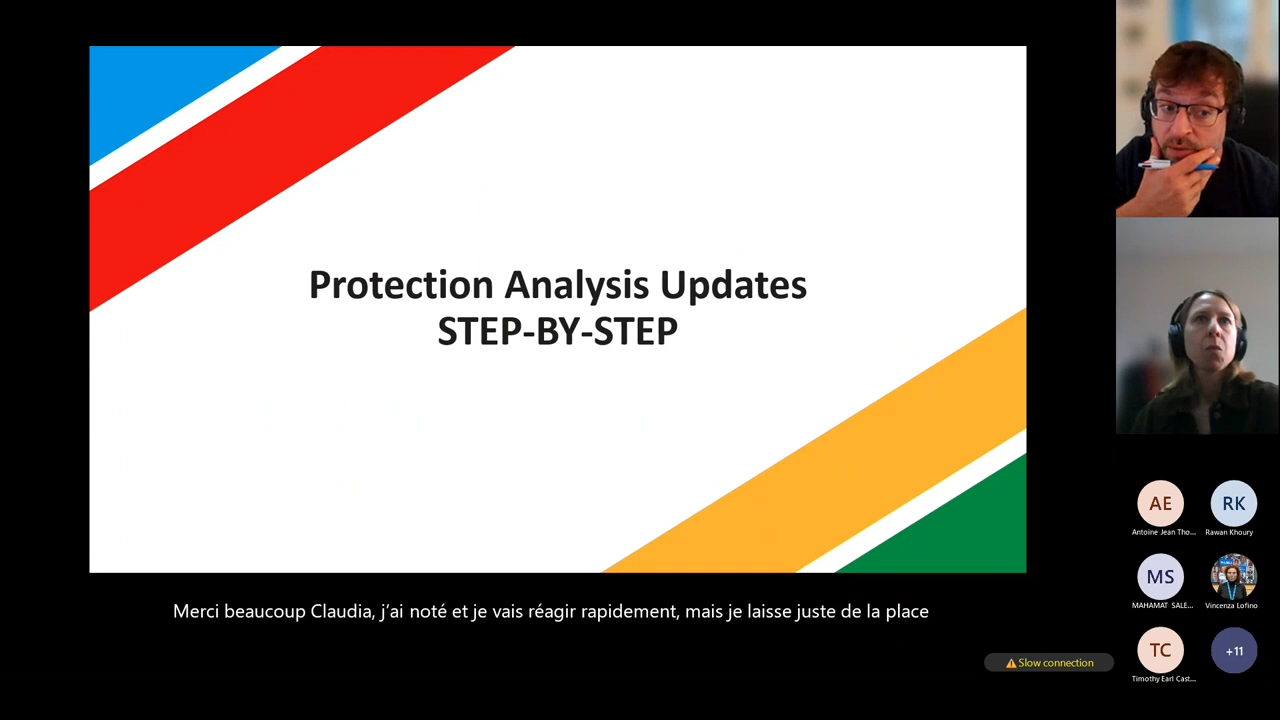 Protection Analysis Updates
STEP-BY-STEP
Merci beaucoup Claudia, j’ai noté et je vais réagir rapidement, mais je laisse juste de la place
Slow connection
AE
RK
Antoine Jean Tho...
Rawan Khoury
MS
MAHAMAT SALE...
Vincenza Lofino
TC
+11
Timothy Earl Cast...